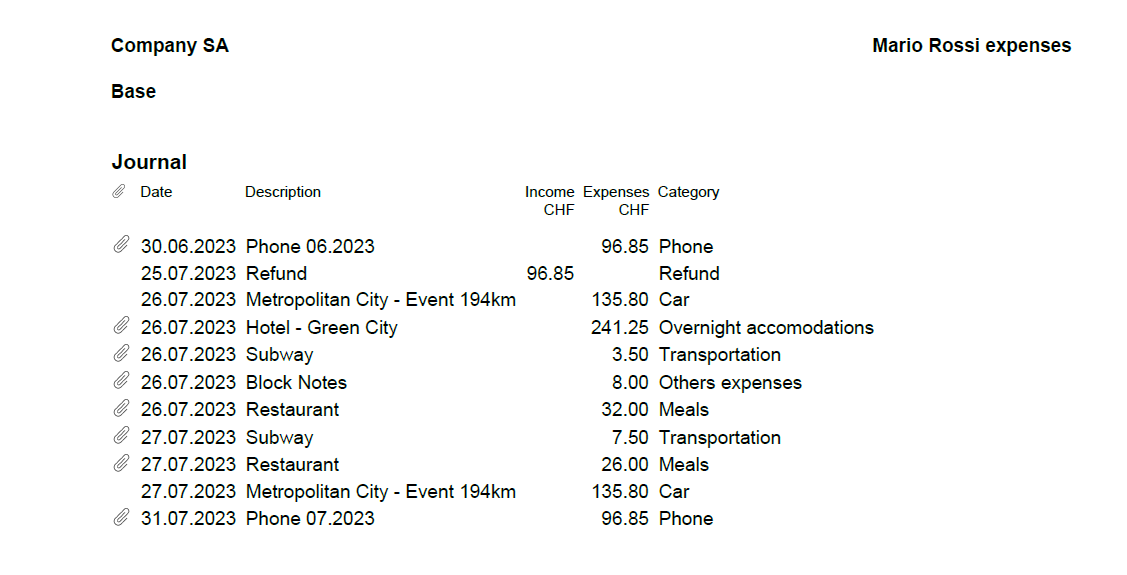 Company SA Mario Rossi expenses
Base
Journal
Date Description Income Expenses Category
CHF CHF
30.06.2023 Phone 06.2023 96.85 Phone
25.07.2023 Refund 96.85 Refund
26.07.2023 Metropolitan City - Event 194km 135.80 Car
26.07.2023 Hotel - Green City 241.25 Overnight accomodations
26.07.2023 Subway 3.50 Transportation
26.07.2023 Block Notes 8.00 Others expenses
26.07.2023 Restaurant 32.00 Meals
27.07.2023 Subway 7.50 Transportation
27.07.2023 Restaurant 26.00 Meals
27.07.2023 Metropolitan City - Event 194km 135.80 Car
31.07.2023 Phone 07.2023 96.85 Phone